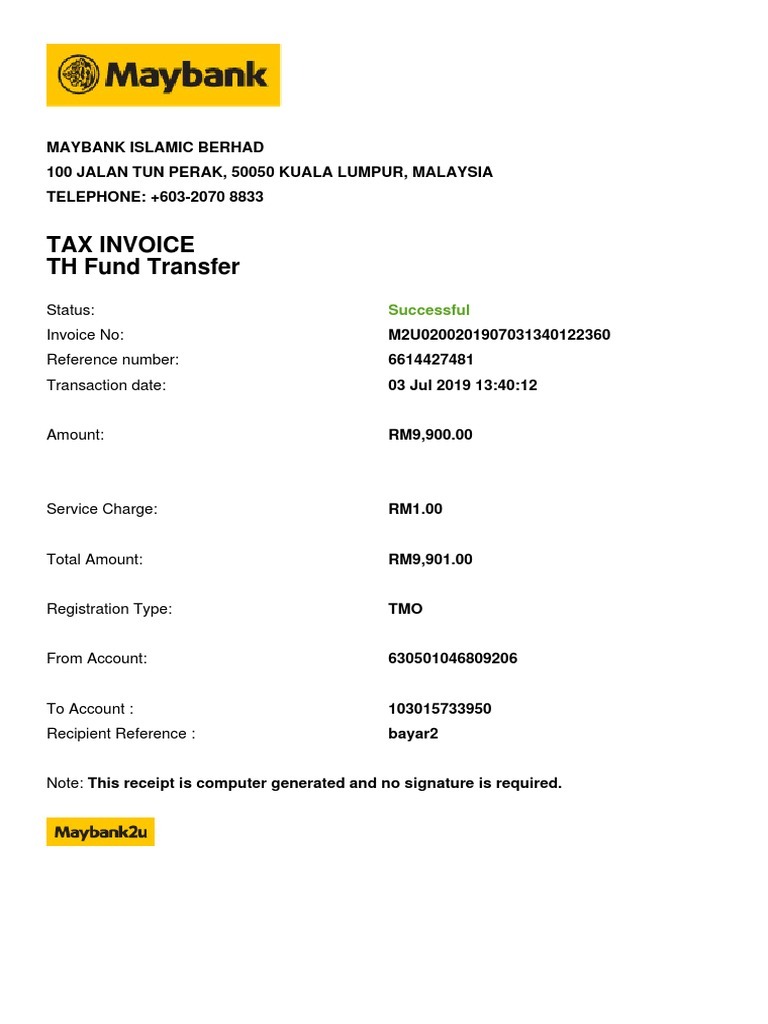 Maybank
MAYBANK ISLAMIC BERHAD
100 JALAN TUN PERAK, 50050 KUALA LUMPUR, MALAYSIA
TELEPHONE: +603-2070 8833
TAX INVOICE
TH Fund Transfer
Status: Successful
Invoice No: M2U0200201907031340122360
Reference number: 6614427481
Transaction date: 03 Jul 2019 13:40:12
Amount: RM9,900.00
Service Charge: RM1.00
Total Amount: RM9,901.00
Registration Type: TMO
From Account: 630501046809206
To Account : 103015733950
Recipient Reference : bayar2
Note: This receipt is computer generated and no signature is required.
Maybank2u